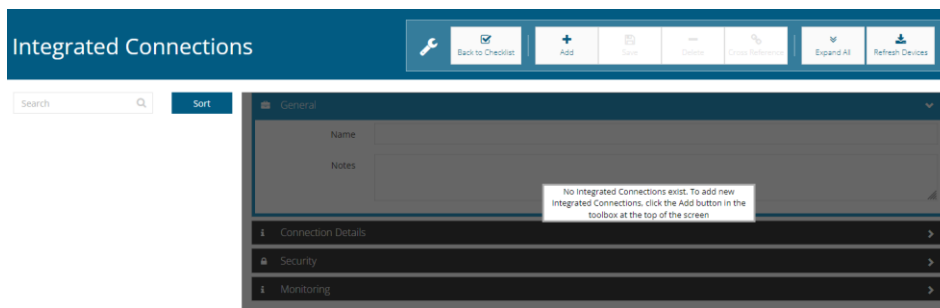 Integrated Connections
Back to Checklist
Add
Save
Delete
Cross Reference
Expand All
Refresh Devices
Search
Sort
General
Name
Notes
No Integrated Connections exist. To add new
Integrated Connections, click the Add button in the
toolbox at the top of the screen
Connection Details
Security
Monitoring